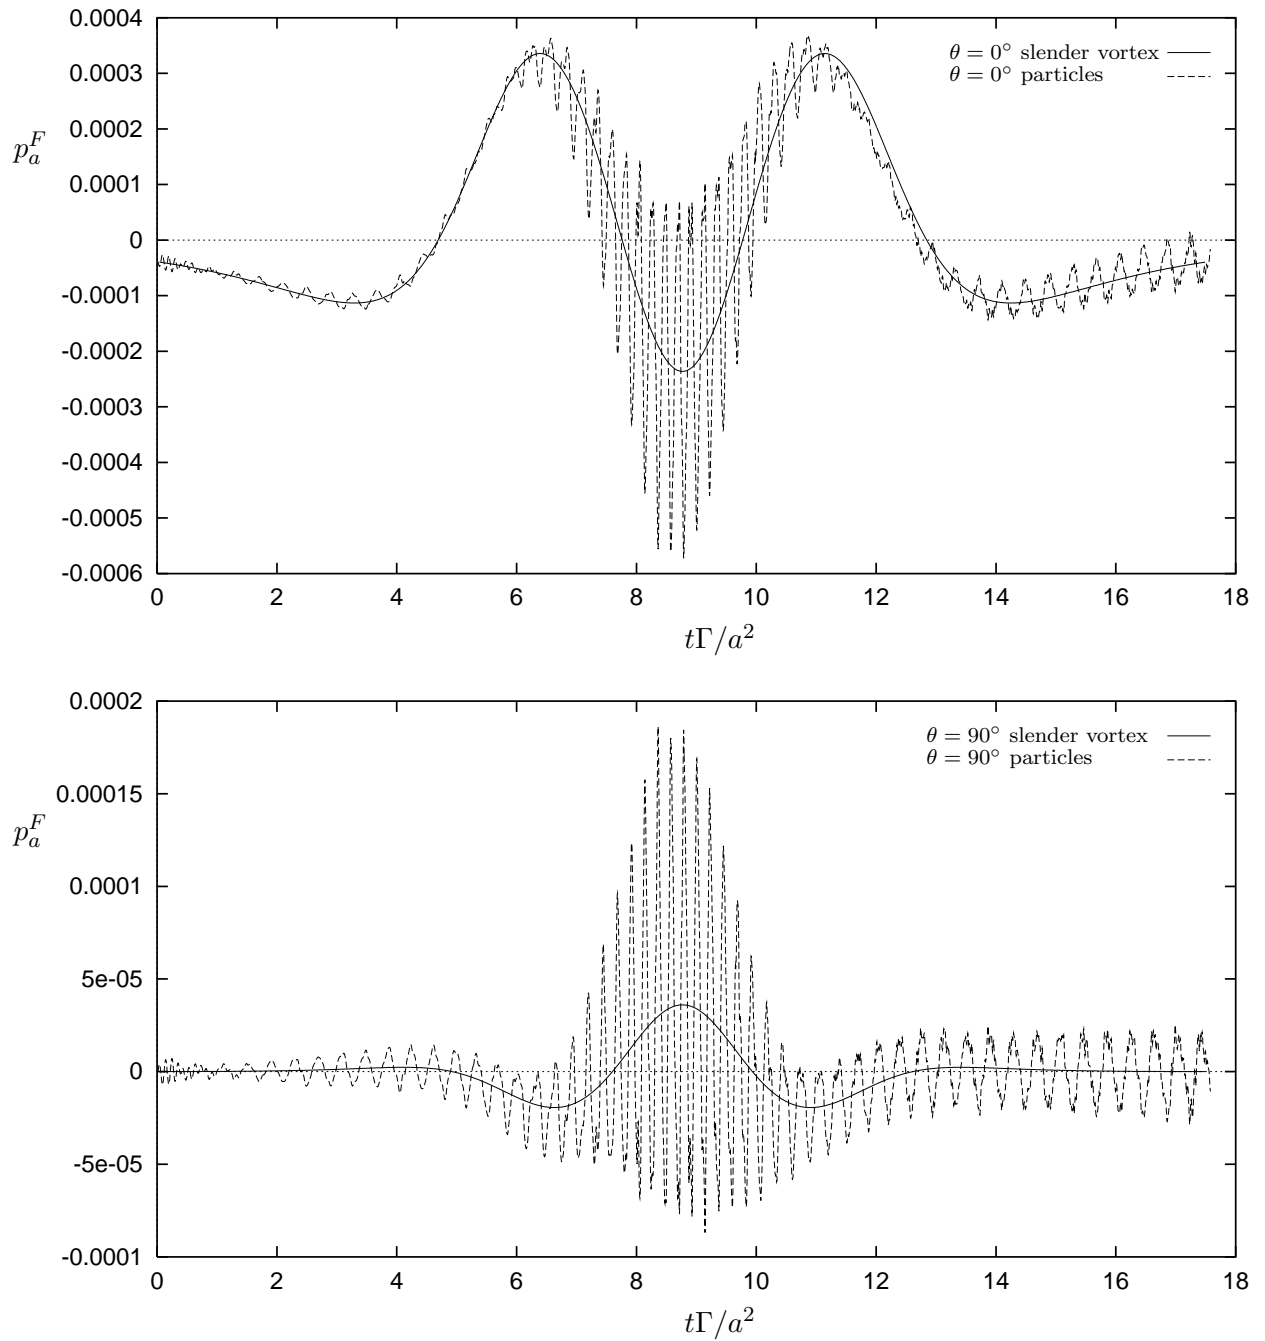 0.0004
0.0003
0.0002
0.0001
0
-0.0001
-0.0002
-0.0003
-0.0004
-0.0005
-0.0006
p_a^F
θ = 0° slender vortex
θ = 0° particles
0 2 4 6 8 10 12 14 16 18
tΓ/a²
0.0002
0.00015
0.0001
5e-05
0
-5e-05
-0.0001
p_a^F
θ = 90° slender vortex
θ = 90° particles
0 2 4 6 8 10 12 14 16 18
tΓ/a²